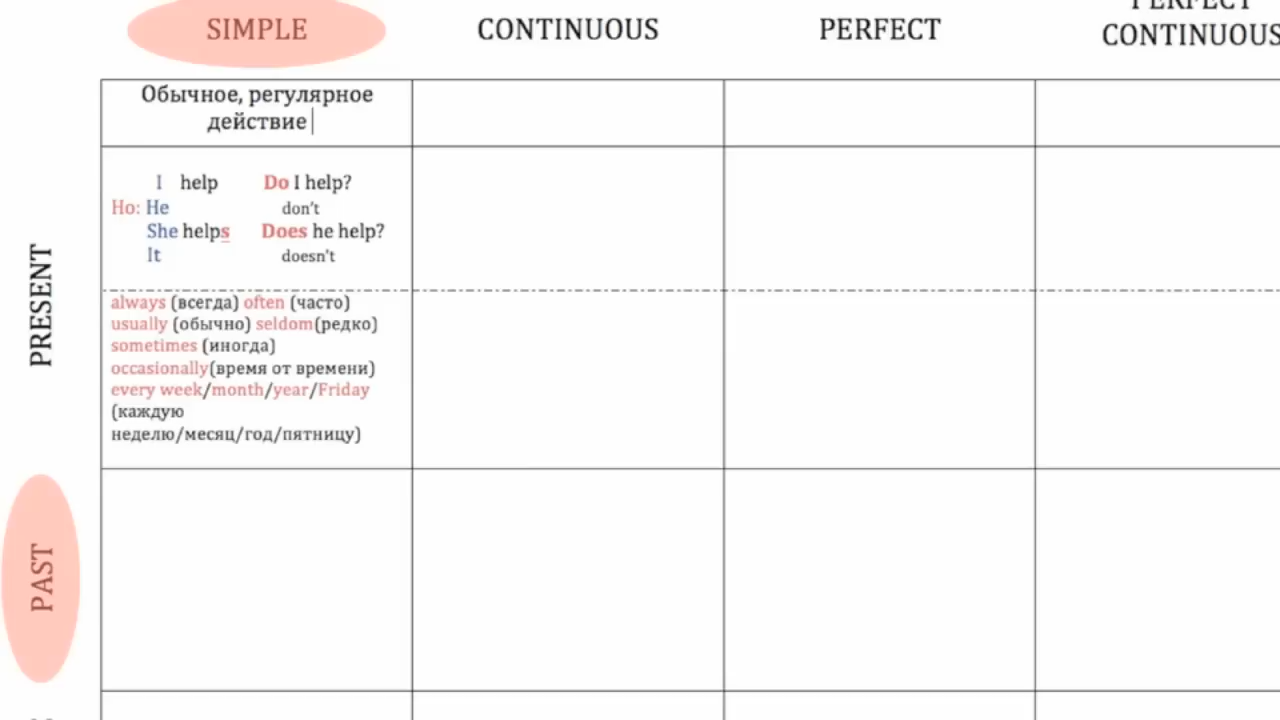 SIMPLE
CONTINUOUS
PERFECT
PERFECT
CONTINUOUS
Обычное, регулярное
действие
PRESENT
I help Do I help?
Но: He don't
She helps Does he help?
It doesn't
always (всегда) often (часто)
usually (обычно) seldom(редко)
sometimes (иногда)
occasionally(время от времени)
every week/month/year/Friday
(каждую
неделю/месяц/год/пятницу)
PAST